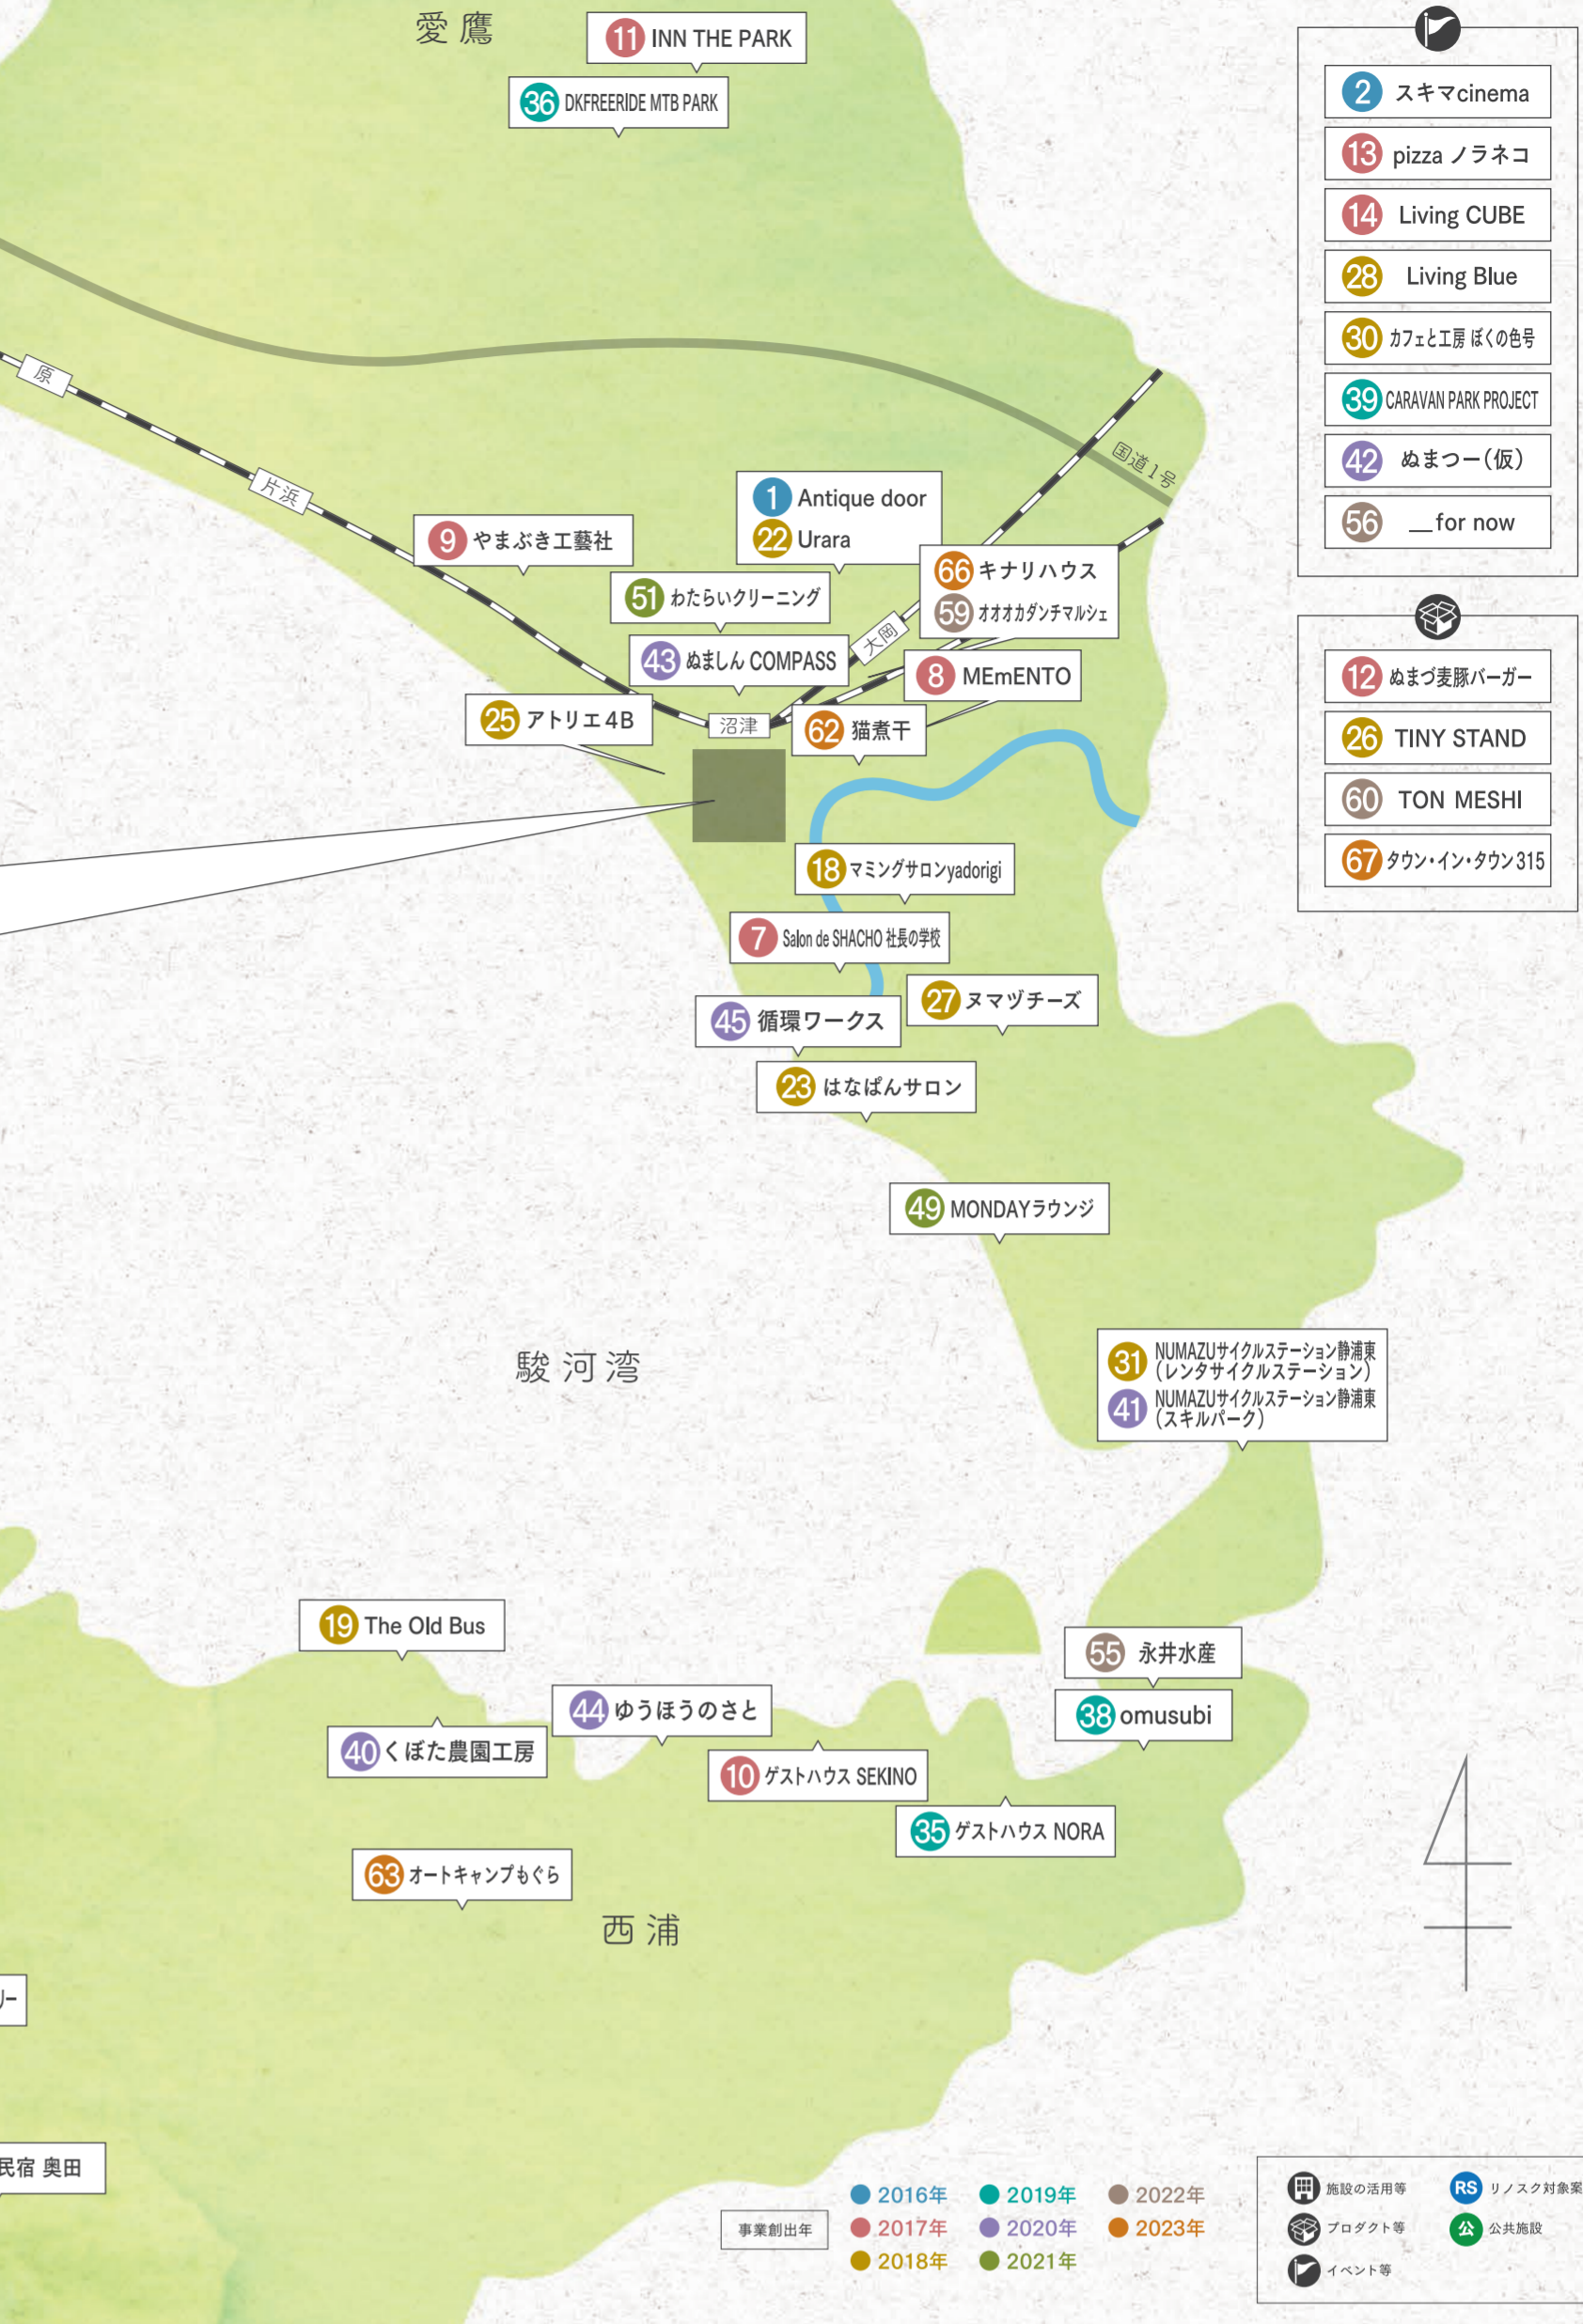 愛鷹
11 INN THE PARK
36 DKFREERIDE MTB PARK
原
片浜
国道1号
1 Antique door
22 Urara
9 やまぶき工藝社
51 わたらいクリーニング
66 キナリハウス
59 オオオカダンチマルシェ
大岡
43 ぬましん COMPASS
8 MEmENTO
25 アトリエ4B
沼津
62 猫煮干
18 マミングサロンyadorigi
7 Salon de SHACHO 社長の学校
27 ヌマヅチーズ
45 循環ワークス
23 はなぱんサロン
49 MONDAYラウンジ
駿河湾
31 NUMAZUサイクルステーション静浦東
(レンタサイクルステーション)
41 NUMAZUサイクルステーション静浦東
(スキルパーク)
19 The Old Bus
55 永井水産
44 ゆうほうのさと
38 omusubi
40 くぼた農園工房
10 ゲストハウス SEKINO
35 ゲストハウス NORA
63 オートキャンプもぐら
西浦
リー
民宿 奥田
2 スキマcinema
13 pizza ノラネコ
14 Living CUBE
28 Living Blue
30 カフェと工房 ぼくの色号
39 CARAVAN PARK PROJECT
42 ぬまつー(仮)
56 __for now
12 ぬまづ麦豚バーガー
26 TINY STAND
60 TON MESHI
67 タウン・イン・タウン315
事業創出年
2016年
2017年
2018年
2019年
2020年
2021年
2022年
2023年
施設の活用等
プロダクト等
イベント等
RS リノスク対象案
公 公共施設